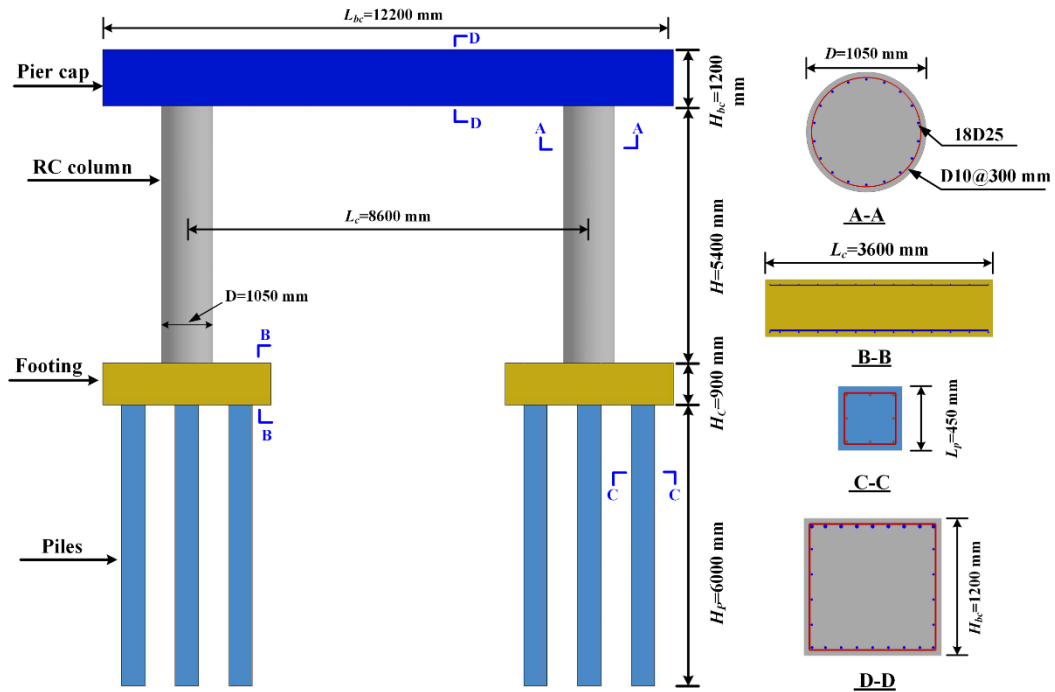 L_bc=12200 mm
D
Pier cap
H_bc=1200 mm
D
A
A
RC column
L_c=8600 mm
H=5400 mm
D=1050 mm
B
Footing
H_C=900 mm
B
C
C
Piles
H_P=6000 mm
D=1050 mm
18D25
D10@300 mm
A-A
L_c=3600 mm
B-B
L_p=450 mm
C-C
H_bc=1200 mm
D-D